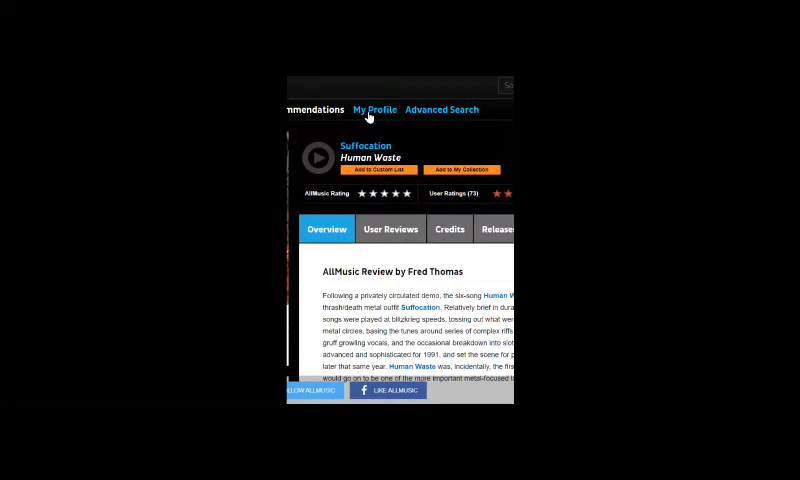 So
mmendations My Profile Advanced Search
Suffocation
Human Waste
Add to Custom List Add to My Collection
AllMusic Rating User Ratings (73)
Overview User Reviews Credits Releases
AllMusic Review by Fred Thomas
Following a privately circulated demo, the six-song Human W
thrash/death metal outfit Suffocation. Relatively brief in dura
songs were played at blitzkrieg speeds, tossing out what wer
metal circles, basing the tunes around series of complex riffs
gruff growling vocals, and the occasional breakdown into slo
advanced and sophisticated for 1991, and set the scene for p
later that same year. Human Waste was, incidentally, the firs
would go on to be one of the more important metal-focused l
LLOW ALLMUSIC LIKE ALLMUSIC